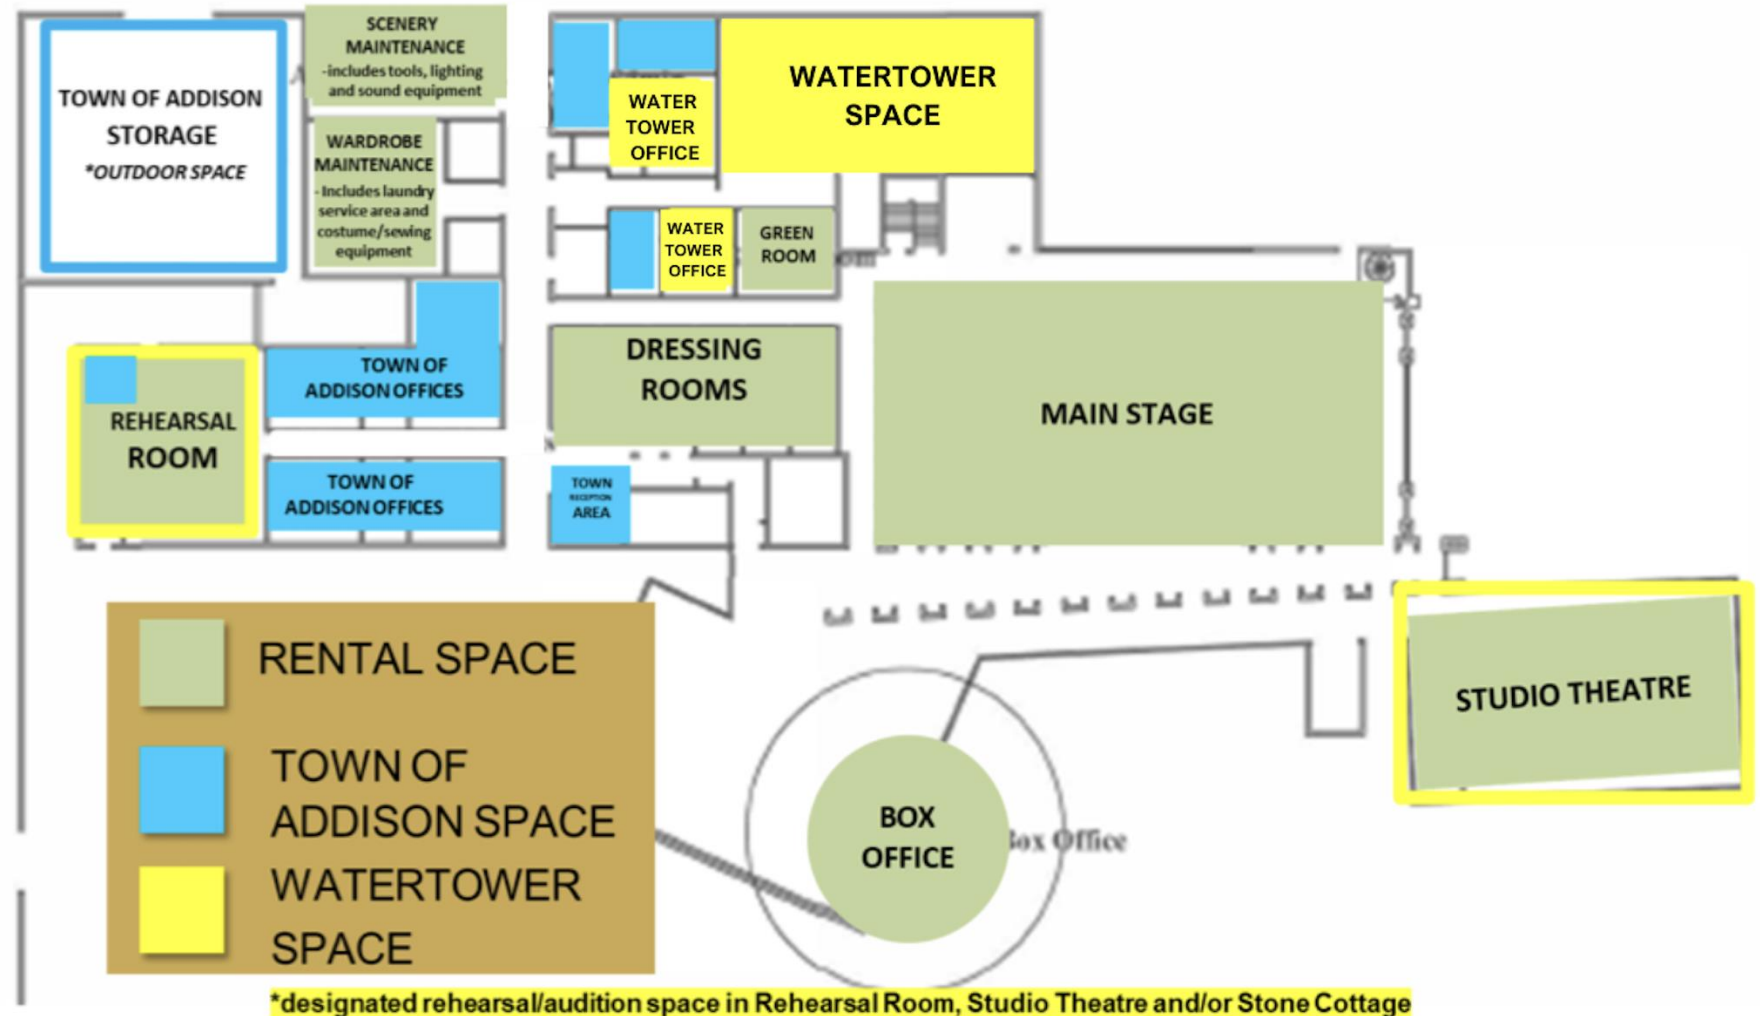 TOWN OF ADDISON
STORAGE
*OUTDOOR SPACE
SCENERY
MAINTENANCE
-includes tools, lighting
and sound equipment
WARDROBE
MAINTENANCE
- Includes laundry
service area and
costume/sewing
equipment
WATER
TOWER
OFFICE
WATERTOWER
SPACE
WATER
TOWER
OFFICE
GREEN
ROOM
TOWN OF
ADDISON OFFICES
REHEARSAL
ROOM
TOWN OF
ADDISON OFFICES
DRESSING
ROOMS
TOWN
RECEPTION
AREA
MAIN STAGE
STUDIO THEATRE
BOX
OFFICE
Box Office
RENTAL SPACE
TOWN OF
ADDISON SPACE
WATERTOWER
SPACE
*designated rehearsal/audition space in Rehearsal Room, Studio Theatre and/or Stone Cottage